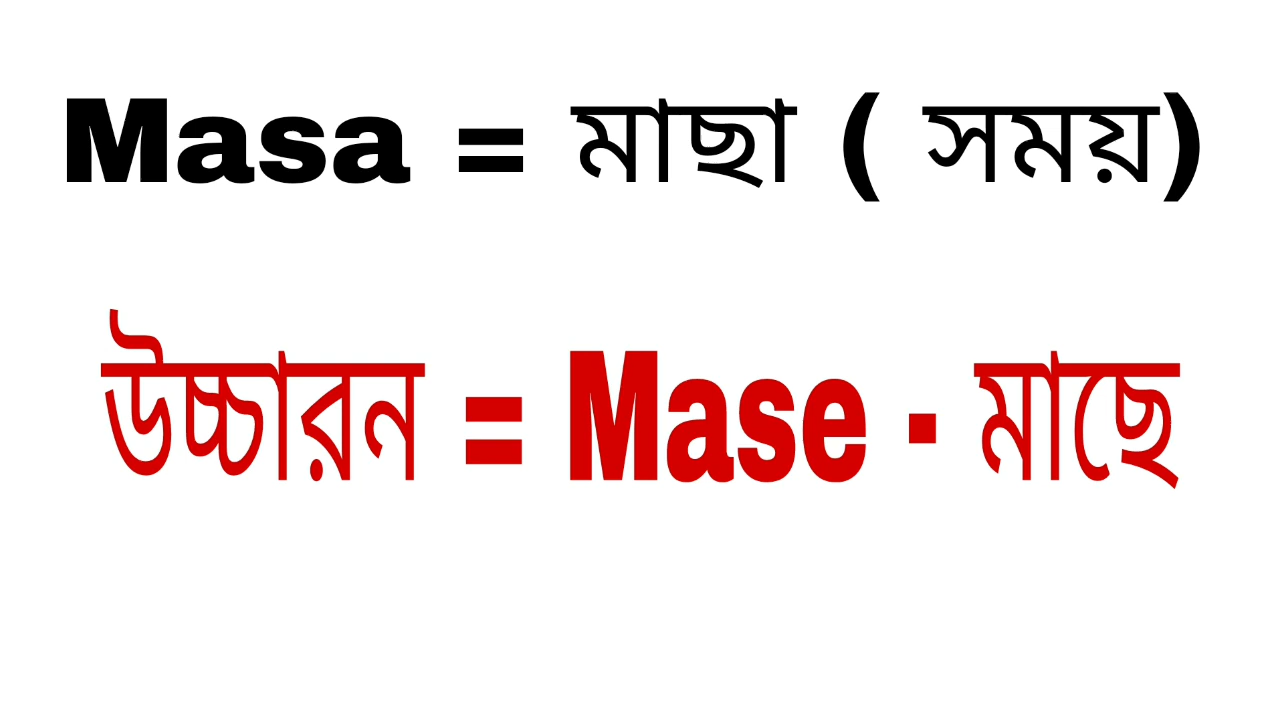 Masa = মাছা ( সময়)
উচ্চারন = Mase - মাছে